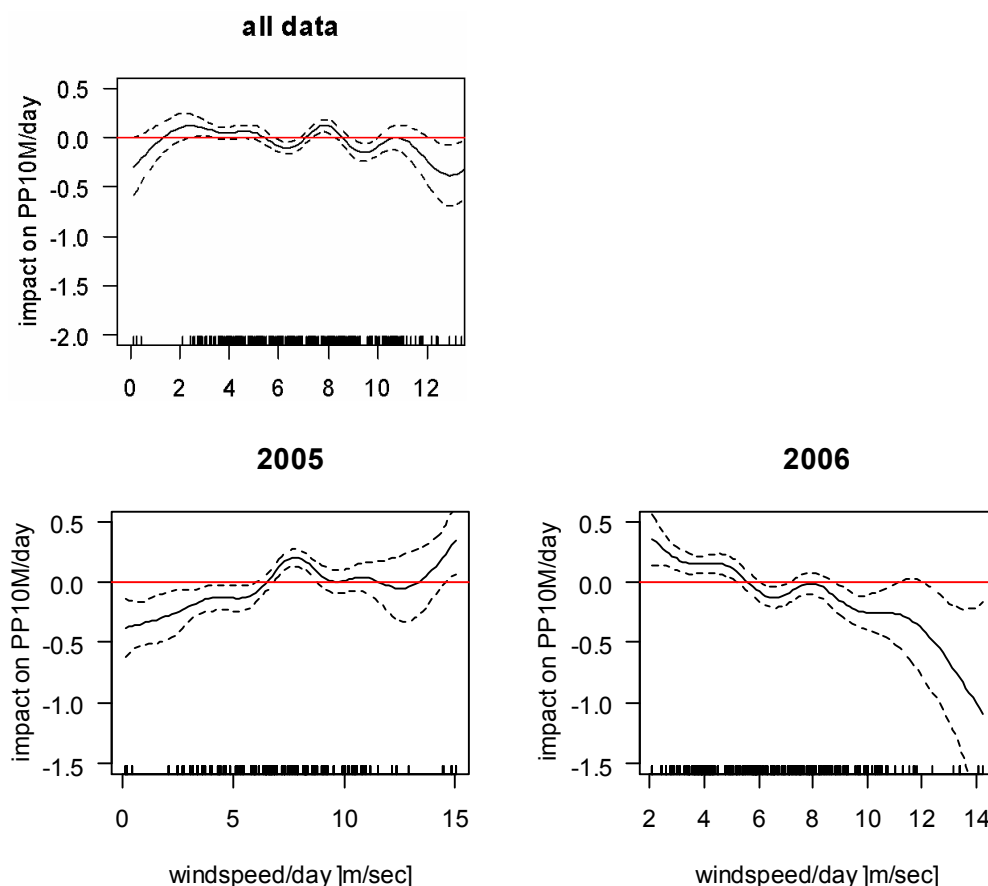 all data
impact on PP10M/day
0.5
0.0
-0.5
-1.0
-1.5
-2.0
0 2 4 6 8 10 12
2005
impact on PP10M/day
0.5
0.0
-0.5
-1.0
-1.5
0 5 10 15
windspeed/day ]m/sec]
2006
impact on PP10M/day
0.5
0.0
-0.5
-1.0
-1.5
2 4 6 8 10 12 14
windspeed/day ]m/sec]